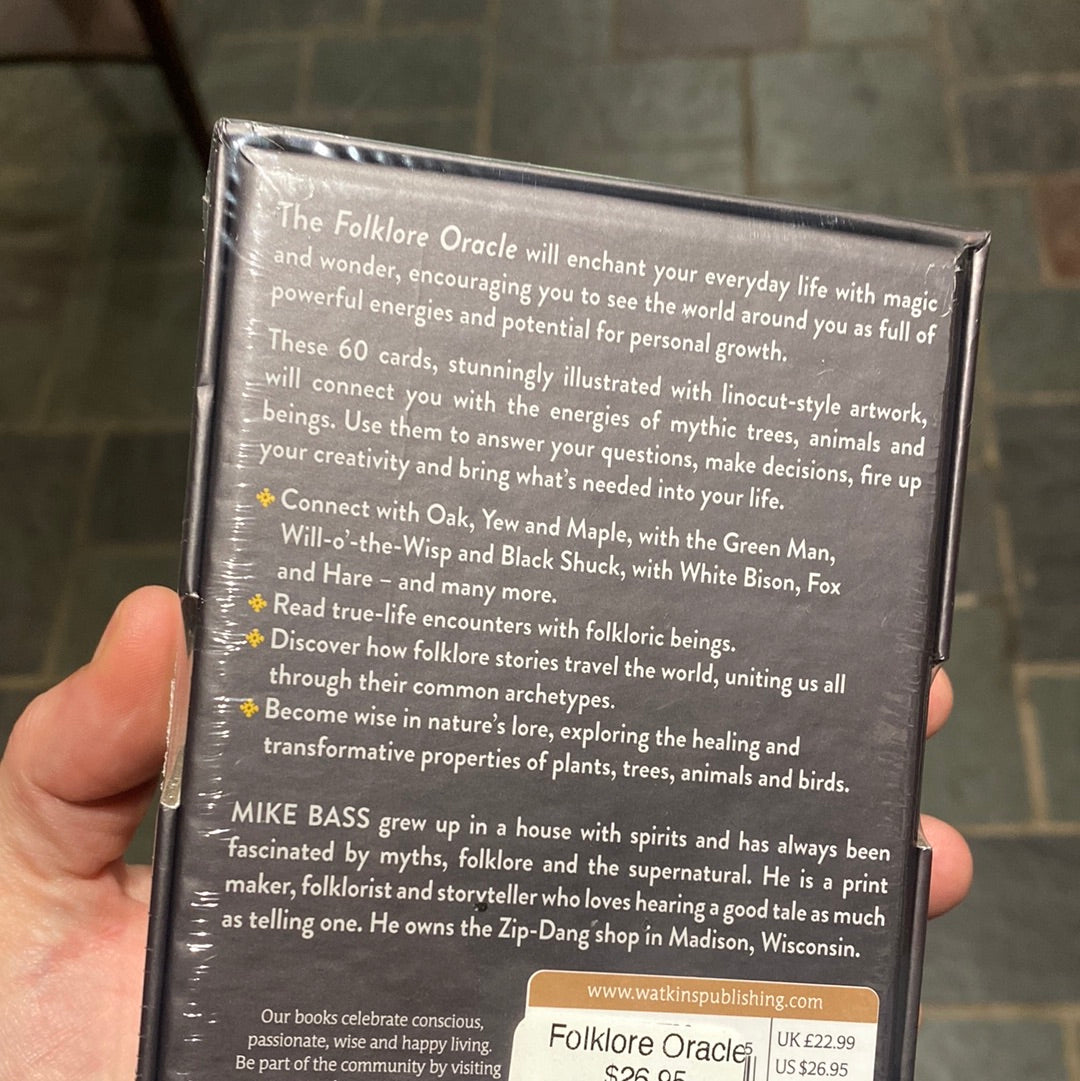 The Folklore Oracle will enchant your everyday life with magic
and wonder, encouraging you to see the world around you as full of
powerful energies and potential for personal growth.
These 60 cards, stunningly illustrated with linocut-style artwork,
will connect you with the energies of mythic trees, animals and
beings. Use them to answer your questions, make decisions, fire up
your creativity and bring what's needed into your life.
Connect with Oak, Yew and Maple, with the Green Man,
Will-o'-the-Wisp and Black Shuck, with White Bison, Fox
and Hare – and many more.
Read true-life encounters with folkloric beings.
Discover how folklore stories travel the world, uniting us all
through their common archetypes.
Become wise in nature's lore, exploring the healing and
transformative properties of plants, trees, animals and birds.
MIKE BASS grew up in a house with spirits and has always been
fascinated by myths, folklore and the supernatural. He is a print
maker, folklorist and storyteller who loves hearing a good tale as much
as telling one. He owns the Zip-Dang shop in Madison, Wisconsin.
Our books celebrate conscious,
passionate, wise and happy living.
Be part of the community by visiting
www.watkinspublishing.com
Folklore Oracle
$26.95
5
UK £22.99
US $26.95